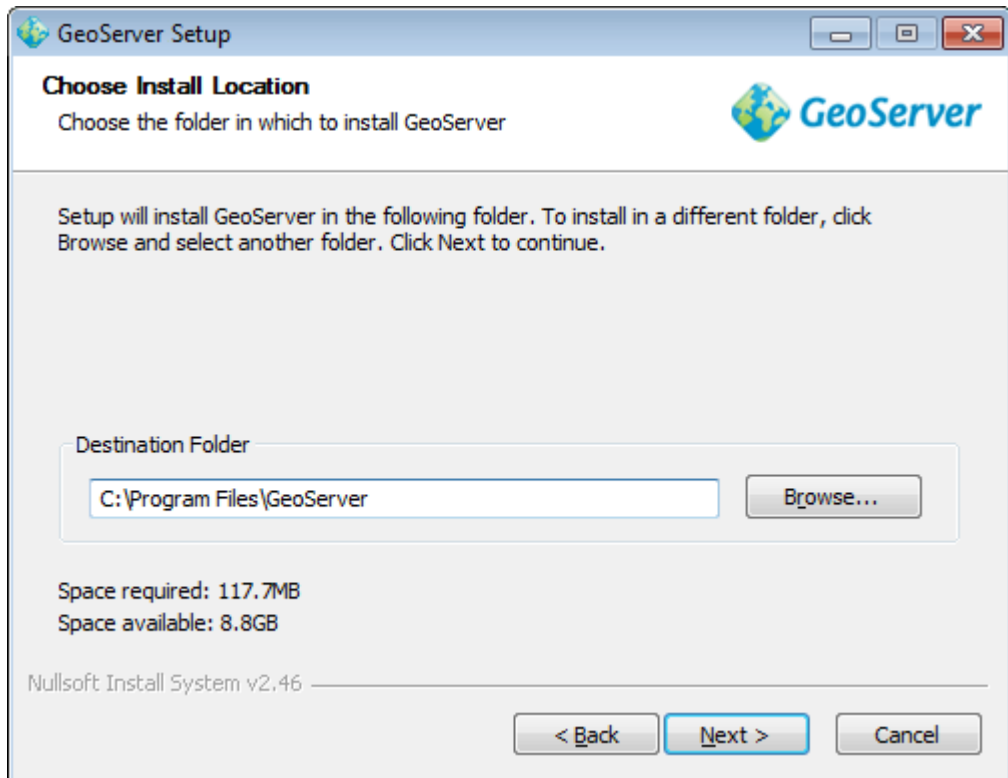 GeoServer Setup
Choose Install Location
Choose the folder in which to install GeoServer
GeoServer
Setup will install GeoServer in the following folder. To install in a different folder, click
Browse and select another folder. Click Next to continue.
Destination Folder
C:\Program Files\GeoServer
Browse...
Space required: 117.7MB
Space available: 8.8GB
Nullsoft Install System v2.46
< Back Next > Cancel